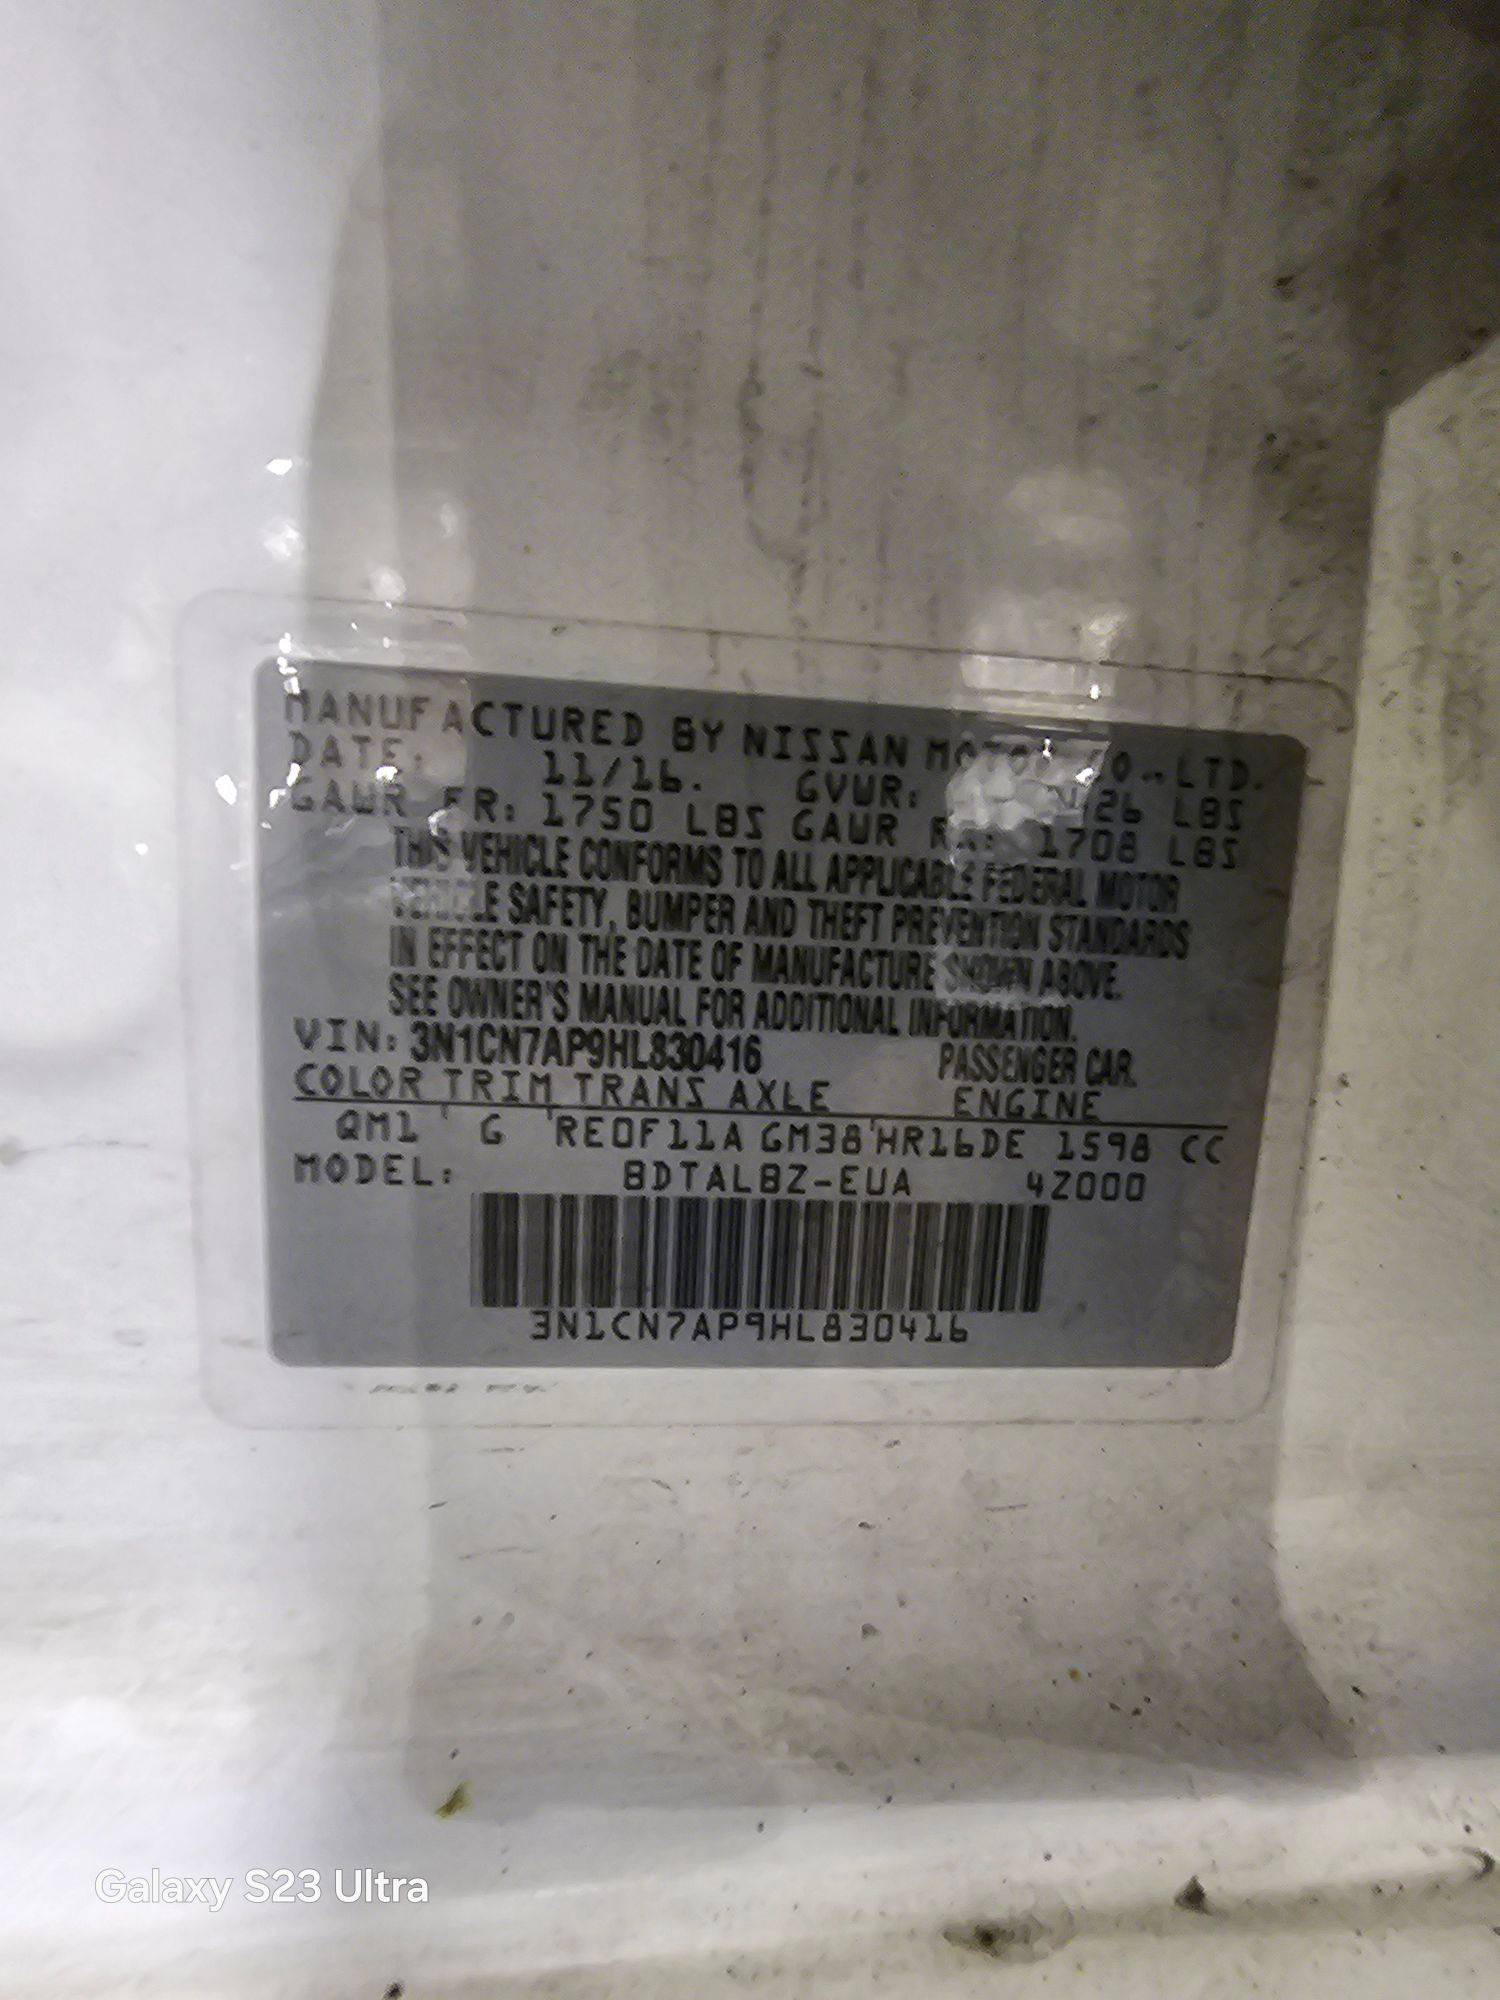 MANUFACTURED BY NISSAN MOTOR CO., LTD.
DATE: 11/16. GVWR: LBS
GAWR FR: 1750 LBS GAWR RR: 1708 LBS
THIS VEHICLE CONFORMS TO ALL APPLICABLE FEDERAL MOTOR
VEHICLE SAFETY, BUMPER AND THEFT PREVENTION STANDARDS
IN EFFECT ON THE DATE OF MANUFACTURE SHOWN ABOVE.
SEE OWNER'S MANUAL FOR ADDITIONAL INFORMATION.
VIN: 3N1CN7AP9HL830416 PASSENGER CAR.
COLOR TRIM TRANS AXLE ENGINE
QM1 G RE0F11A GM38 HR16DE 1598 CC
MODEL: BDTALBZ-EUA 4Z000
3N1CN7AP9HL830416
Galaxy S23 Ultra